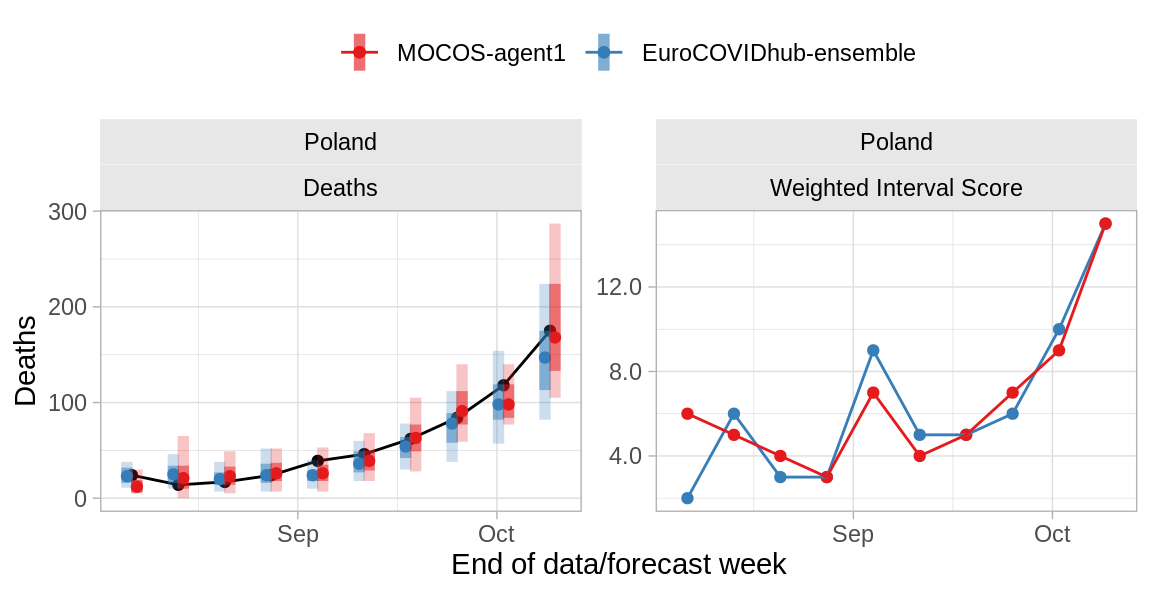 MOCOS-agent1 EuroCOVIDhub-ensemble
Poland
Deaths
Poland
Weighted Interval Score
Deaths
300
200
100
0
Sep Oct
12.0
8.0
4.0
Sep Oct
End of data/forecast week